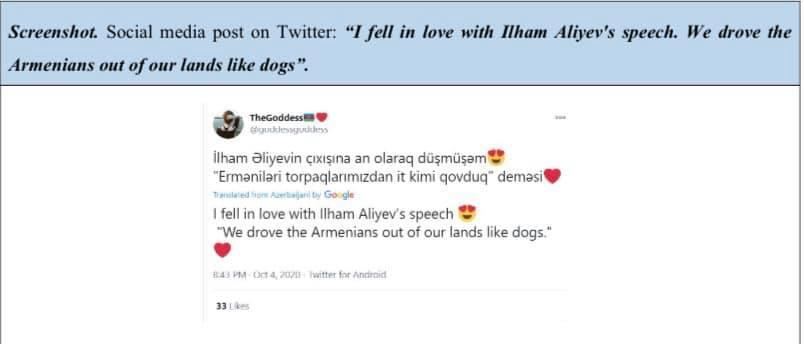 Screenshot. Social media post on Twitter: “I fell in love with Ilham Aliyev's speech. We drove the
Armenians out of our lands like dogs”.
TheGoddess🇦🇿❤️
@goddessgoddess
İlham Əliyevin çıxışına an olaraq düşmüşəm😍
"Erməniləri torpaqlarımızdan it kimi qovduq" deməsi❤️
Translated from Azerbaijani by Google
I fell in love with Ilham Aliyev's speech 😍
"We drove the Armenians out of our lands like dogs."
❤️
8:43 PM · Oct 4, 2020 · Twitter for Android
33 Likes